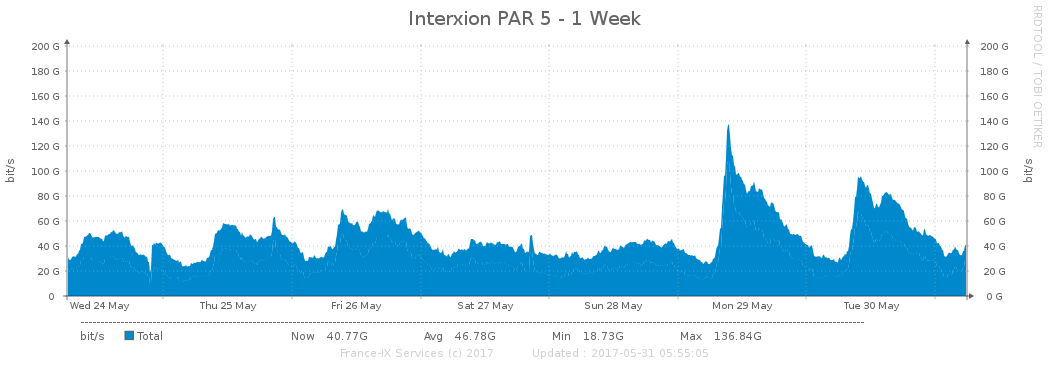 Interxion PAR 5 - 1 Week
RRDTOOL / TOBI OETIKER
200 G 200 G
180 G 180 G
160 G 160 G
140 G 140 G
120 G 120 G
100 G 100 G
80 G 80 G
60 G 60 G
40 G 40 G
20 G 20 G
0 0 G
bit/s
bit/s
Wed 24 May Thu 25 May Fri 26 May Sat 27 May Sun 28 May Mon 29 May Tue 30 May
bit/s Total Now 40.77G Avg 46.78G Min 18.73G Max 136.84G
France-IX Services (c) 2017 Updated : 2017-05-31 05:55:05